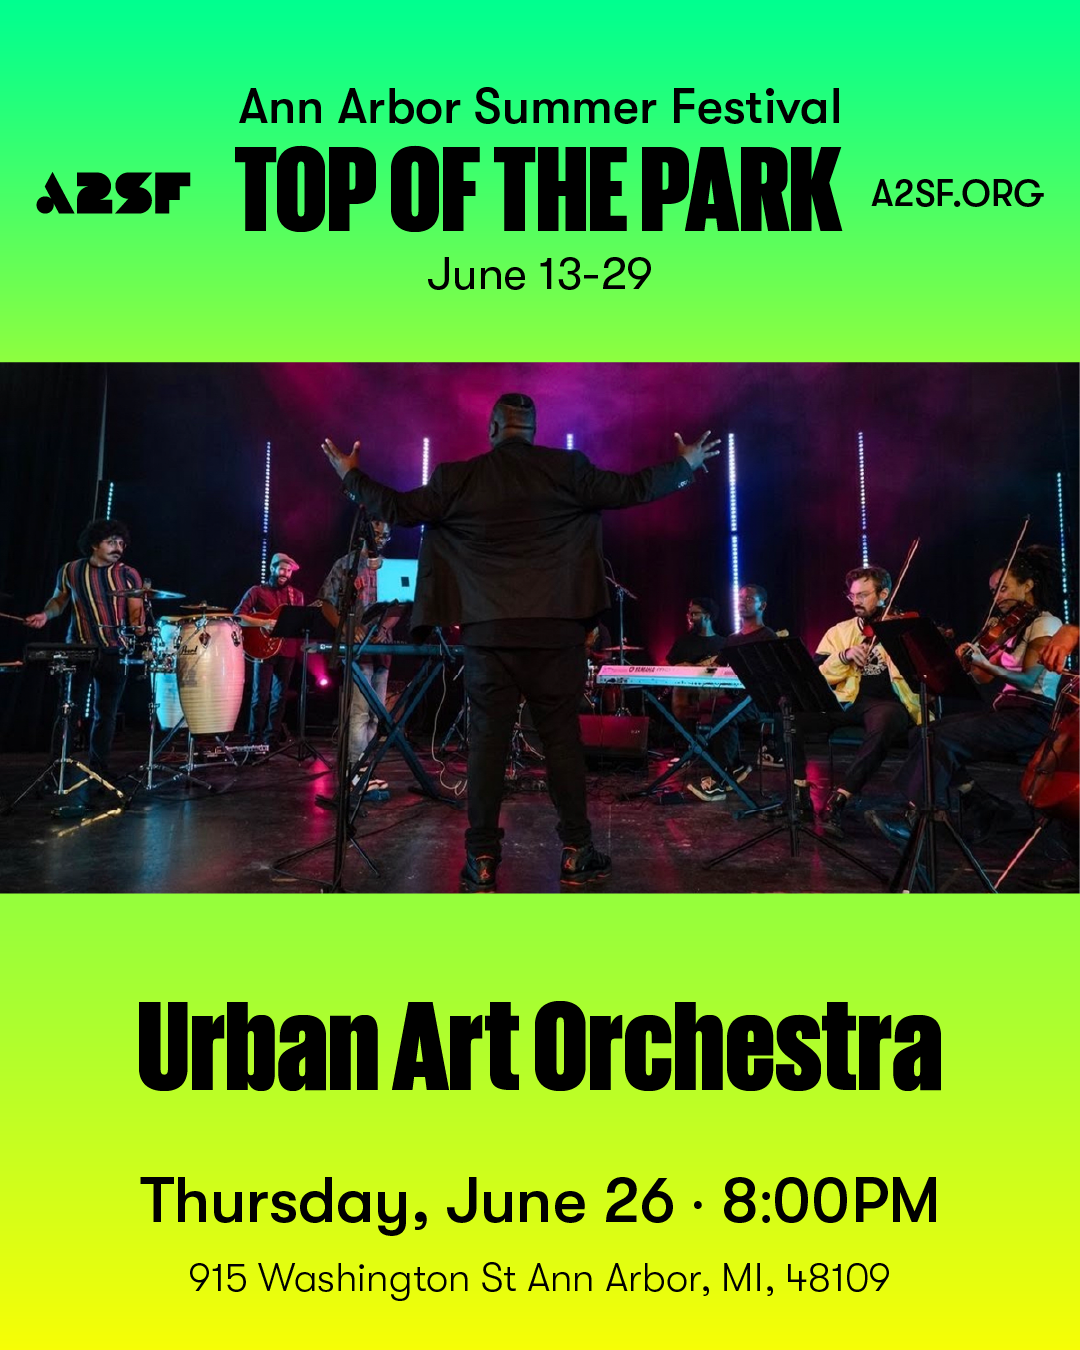 Ann Arbor Summer Festival
A2SF
TOP OF THE PARK
A2SF.ORG
June 13-29
Pearl
YAMAHA
Urban Art Orchestra
Thursday, June 26 · 8:00PM
915 Washington St Ann Arbor, MI, 48109